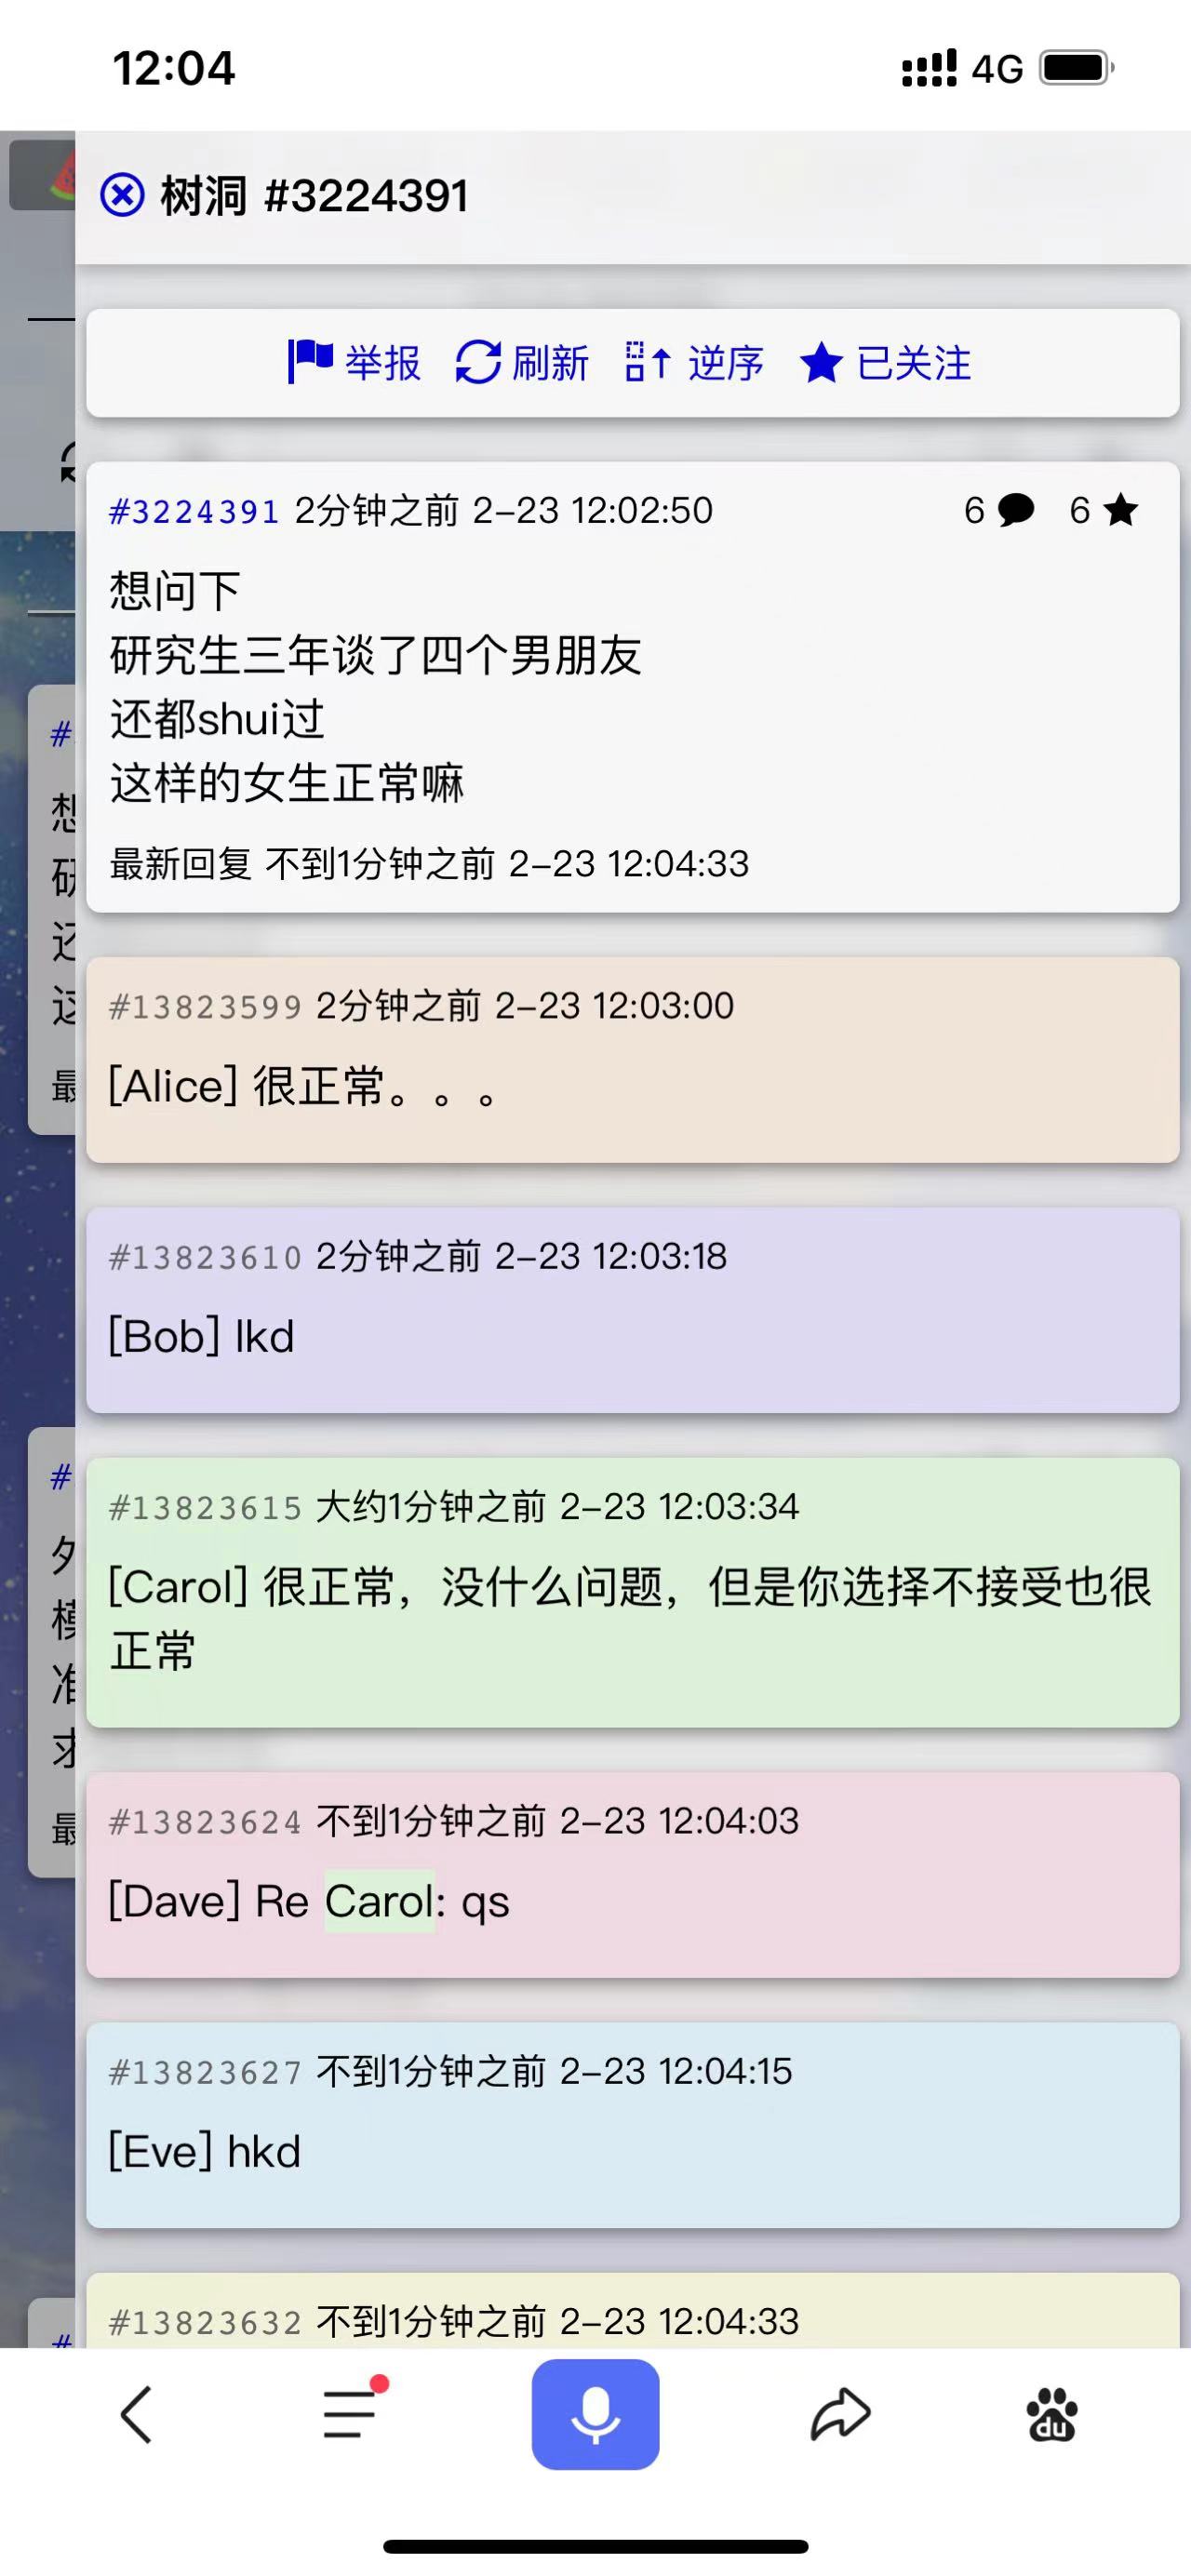 12:04
4G
树洞 #3224391
举报 刷新 逆序 已关注
#3224391 2分钟之前 2-23 12:02:50 6 6
想问下
研究生三年谈了四个男朋友
还都shui过
这样的女生正常嘛
最新回复 不到1分钟之前 2-23 12:04:33
#13823599 2分钟之前 2-23 12:03:00
[Alice] 很正常。。。
#13823610 2分钟之前 2-23 12:03:18
[Bob] lkd
#13823615 大约1分钟之前 2-23 12:03:34
[Carol] 很正常，没什么问题，但是你选择不接受也很
正常
#13823624 不到1分钟之前 2-23 12:04:03
[Dave] Re Carol: qs
#13823627 不到1分钟之前 2-23 12:04:15
[Eve] hkd
#13823632 不到1分钟之前 2-23 12:04:33
#
想
研
还
这
最
#
外
准
求
最
#
du